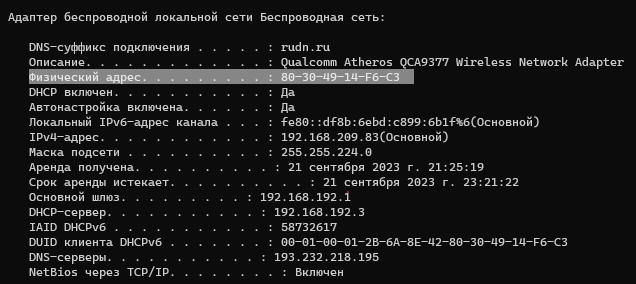 Адаптер беспроводной локальной сети Беспроводная сеть:
DNS-суффикс подключения . . . . . : rudn.ru
Описание. . . . . . . . . . . . . : Qualcomm Atheros QCA9377 Wireless Network Adapter
Физический адрес. . . . . . . . . : 80-30-49-14-F6-C3
DHCP включен. . . . . . . . . . . : Да
Автонастройка включена. . . . . . : Да
Локальный IPv6-адрес канала . . . : fe80::df8b:6ebd:c899:6b1f%6(Основной)
IPv4-адрес. . . . . . . . . . . . : 192.168.209.83(Основной)
Маска подсети . . . . . . . . . . : 255.255.224.0
Аренда получена. . . . . . . . . . : 21 сентября 2023 г. 21:25:19
Срок аренды истекает. . . . . . . . . . : 21 сентября 2023 г. 23:21:22
Основной шлюз. . . . . . . . . : 192.168.192.1
DHCP-сервер. . . . . . . . . . . : 192.168.192.3
IAID DHCPv6 . . . . . . . . . . . : 58732617
DUID клиента DHCPv6 . . . . . . . : 00-01-00-01-2B-6A-8E-42-80-30-49-14-F6-C3
DNS-серверы. . . . . . . . . . . : 193.232.218.195
NetBios через TCP/IP. . . . . . . . : Включен